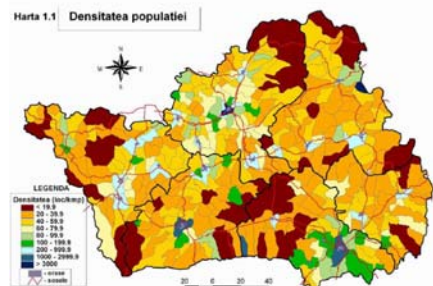 Harta 1.1 Densitatea populatiei
N
W E
S
LEGENDA
Densitatea (loc/kmp)
< 19.9
20 - 39.9
40 - 59.9
60 - 79.9
80 - 99.9
100 - 199.9
200 - 999.9
1000 - 2999.9
> 3000
- orase
- sosele
20 0 20 40